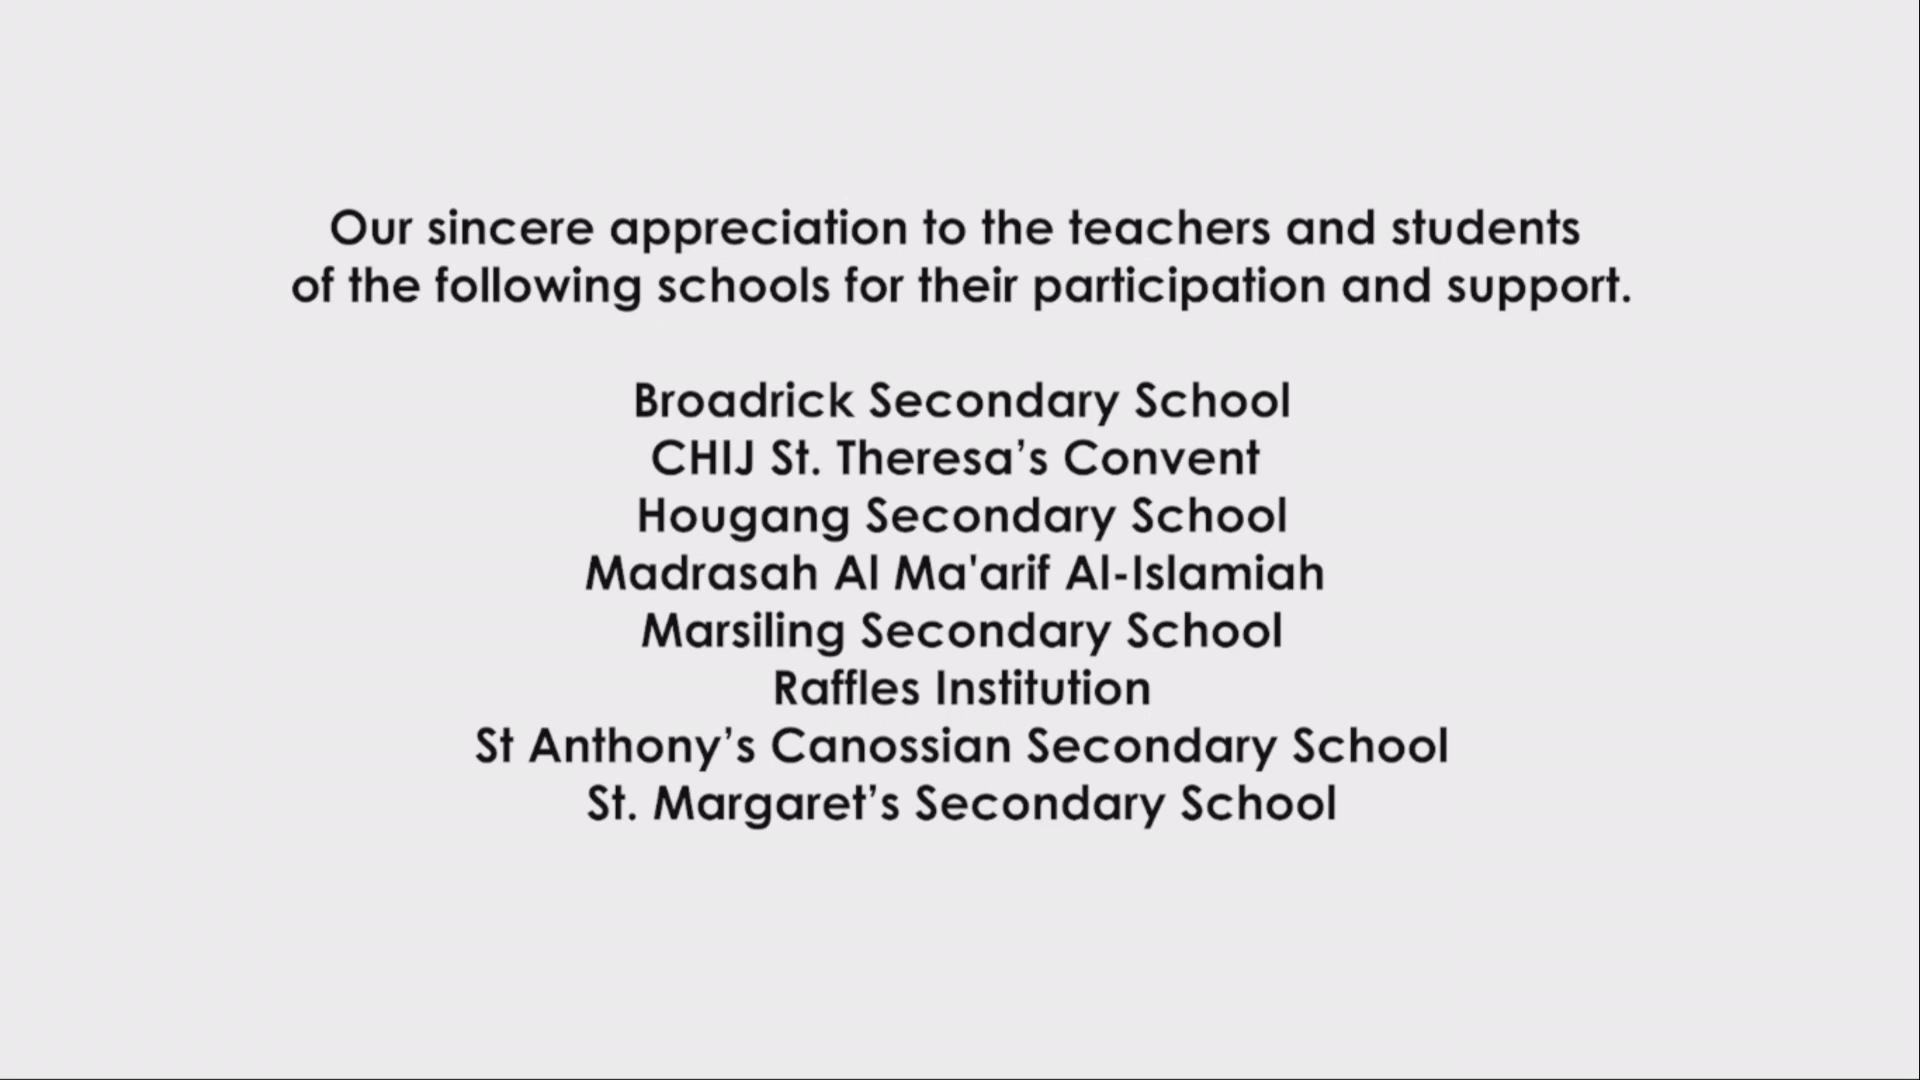 Our sincere appreciation to the teachers and students
of the following schools for their participation and support.
Broadrick Secondary School
CHIJ St. Theresa’s Convent
Hougang Secondary School
Madrasah Al Ma'arif Al-Islamiah
Marsiling Secondary School
Raffles Institution
St Anthony’s Canossian Secondary School
St. Margaret’s Secondary School